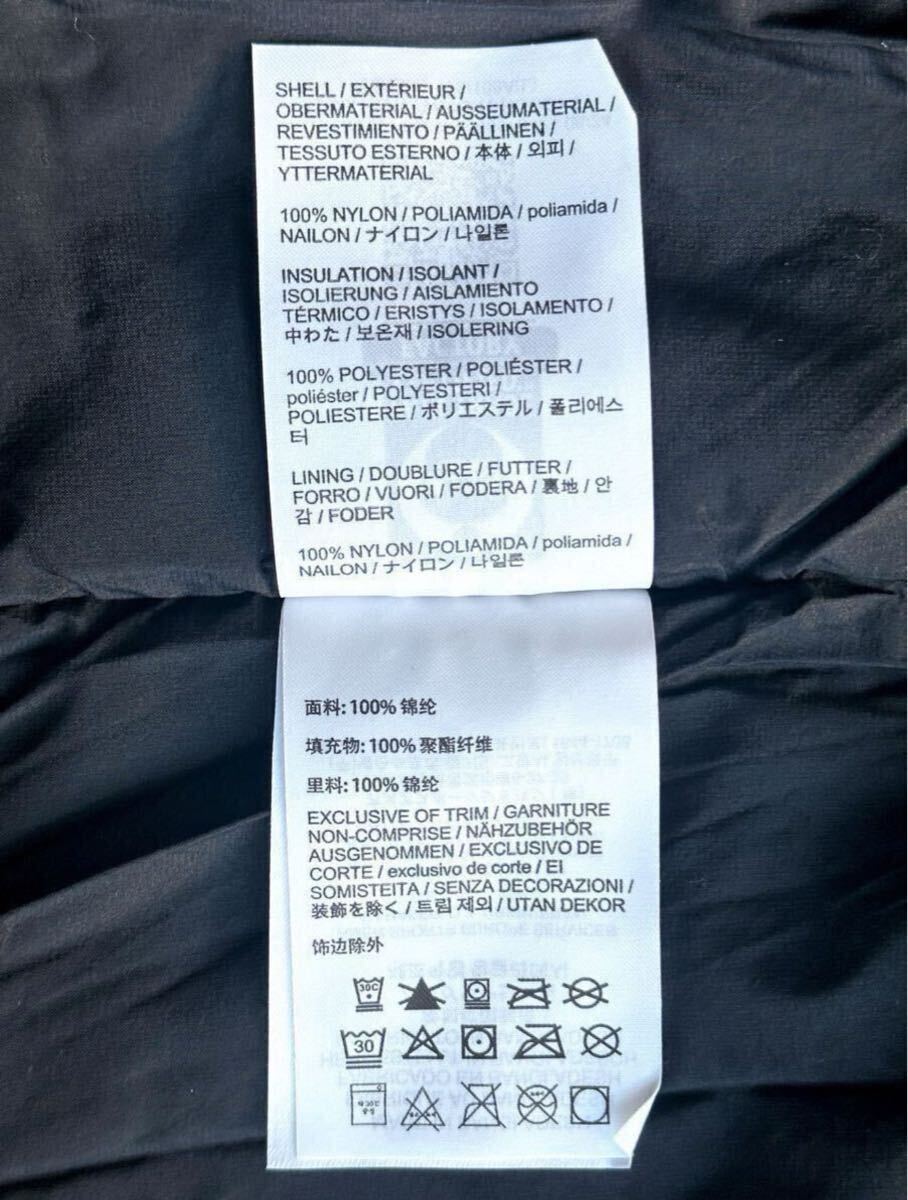 SHELL / EXTÉRIEUR /
OBERMATERIAL / AUSSEUMATERIAL /
REVESTIMIENTO / PÄÄLLINEN /
TESSUTO ESTERNO / 本体 / 외피 /
YTTERMATERIAL
100% NYLON / POLIAMIDA / poliamida /
NAILON / ナイロン / 나일론
INSULATION / ISOLANT /
ISOLIERUNG / AISLAMIENTO
TÉRMICO / ERISTYS / ISOLAMENTO /
中わた / 보온재 / ISOLERING
100% POLYESTER / POLIÉSTER /
poliéster / POLYESTERI /
POLIESTERE / ポリエステル / 폴리에스
터
LINING / DOUBLURE / FUTTER /
FORRO / VUORI / FODERA / 裏地 / 안
감 / FODER
100% NYLON / POLIAMIDA / poliamida /
NAILON / ナイロン / 나일론
面料: 100% 锦纶
填充物: 100% 聚酯纤维
里料: 100% 锦纶
EXCLUSIVE OF TRIM / GARNITURE
NON-COMPRISE / NÄHZUBEHÖR
AUSGENOMMEN / EXCLUSIVO DE
CORTE / exclusivo de corte / EI
SOMISTEITA / SENZA DECORAZIONI /
装飾を除く / 트림 제외 / UTAN DEKOR
饰边除外
30C
30